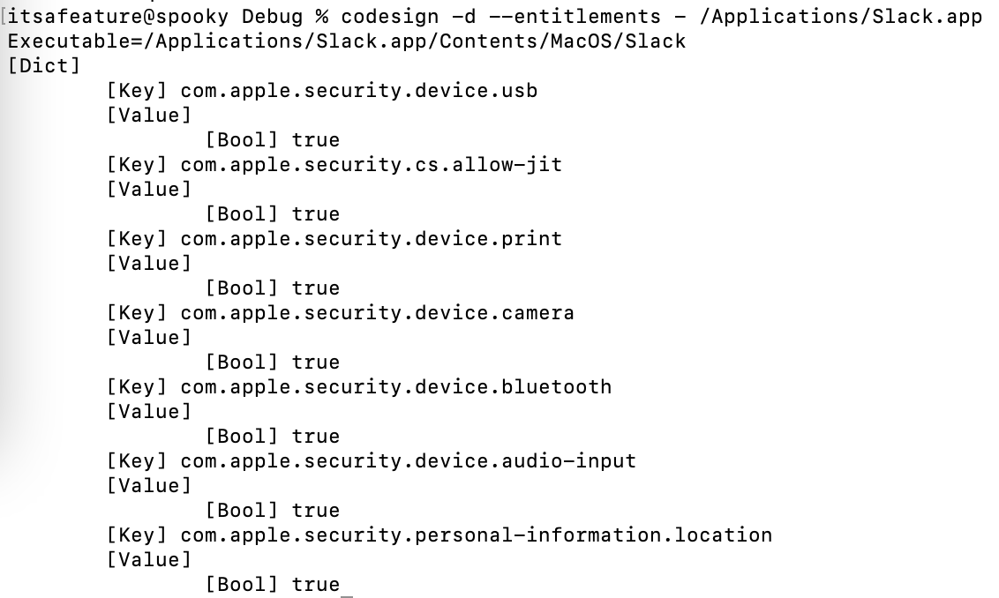 [itsafeature@spooky Debug % codesign -d --entitlements - /Applications/Slack.app
Executable=/Applications/Slack.app/Contents/MacOS/Slack
[Dict]
[Key] com.apple.security.device.usb
[Value]
[Bool] true
[Key] com.apple.security.cs.allow-jit
[Value]
[Bool] true
[Key] com.apple.security.device.print
[Value]
[Bool] true
[Key] com.apple.security.device.camera
[Value]
[Bool] true
[Key] com.apple.security.device.bluetooth
[Value]
[Bool] true
[Key] com.apple.security.device.audio-input
[Value]
[Bool] true
[Key] com.apple.security.personal-information.location
[Value]
[Bool] true